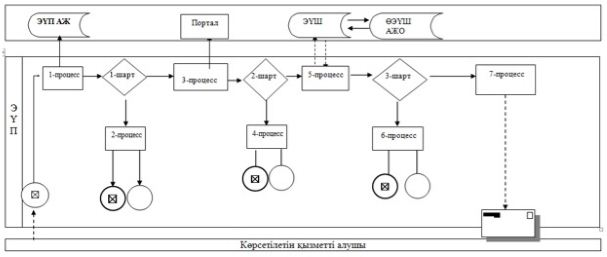 ЭҮП АЖ
Портал
ЭҮШ
ӨЭҮШ
АЖО
1-процесс
1-шарт
3-процесс
2-шарт
5-процесс
3-шарт
7-процесс
Э
Ү
П
2-процесс
4-процесс
6-процесс
Көрсетілетін қызметті алушы